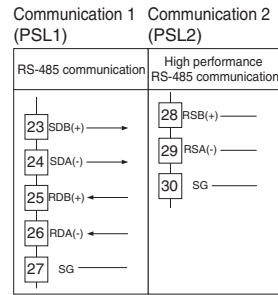 Communication 1
(PSL1)
Communication 2
(PSL2)
RS-485 communication
High performance
RS-485 communication
23 SDB(+)
24 SDA(-)
25 RDB(+)
26 RDA(-)
27 SG
28 RSB(+)
29 RSA(-)
30 SG